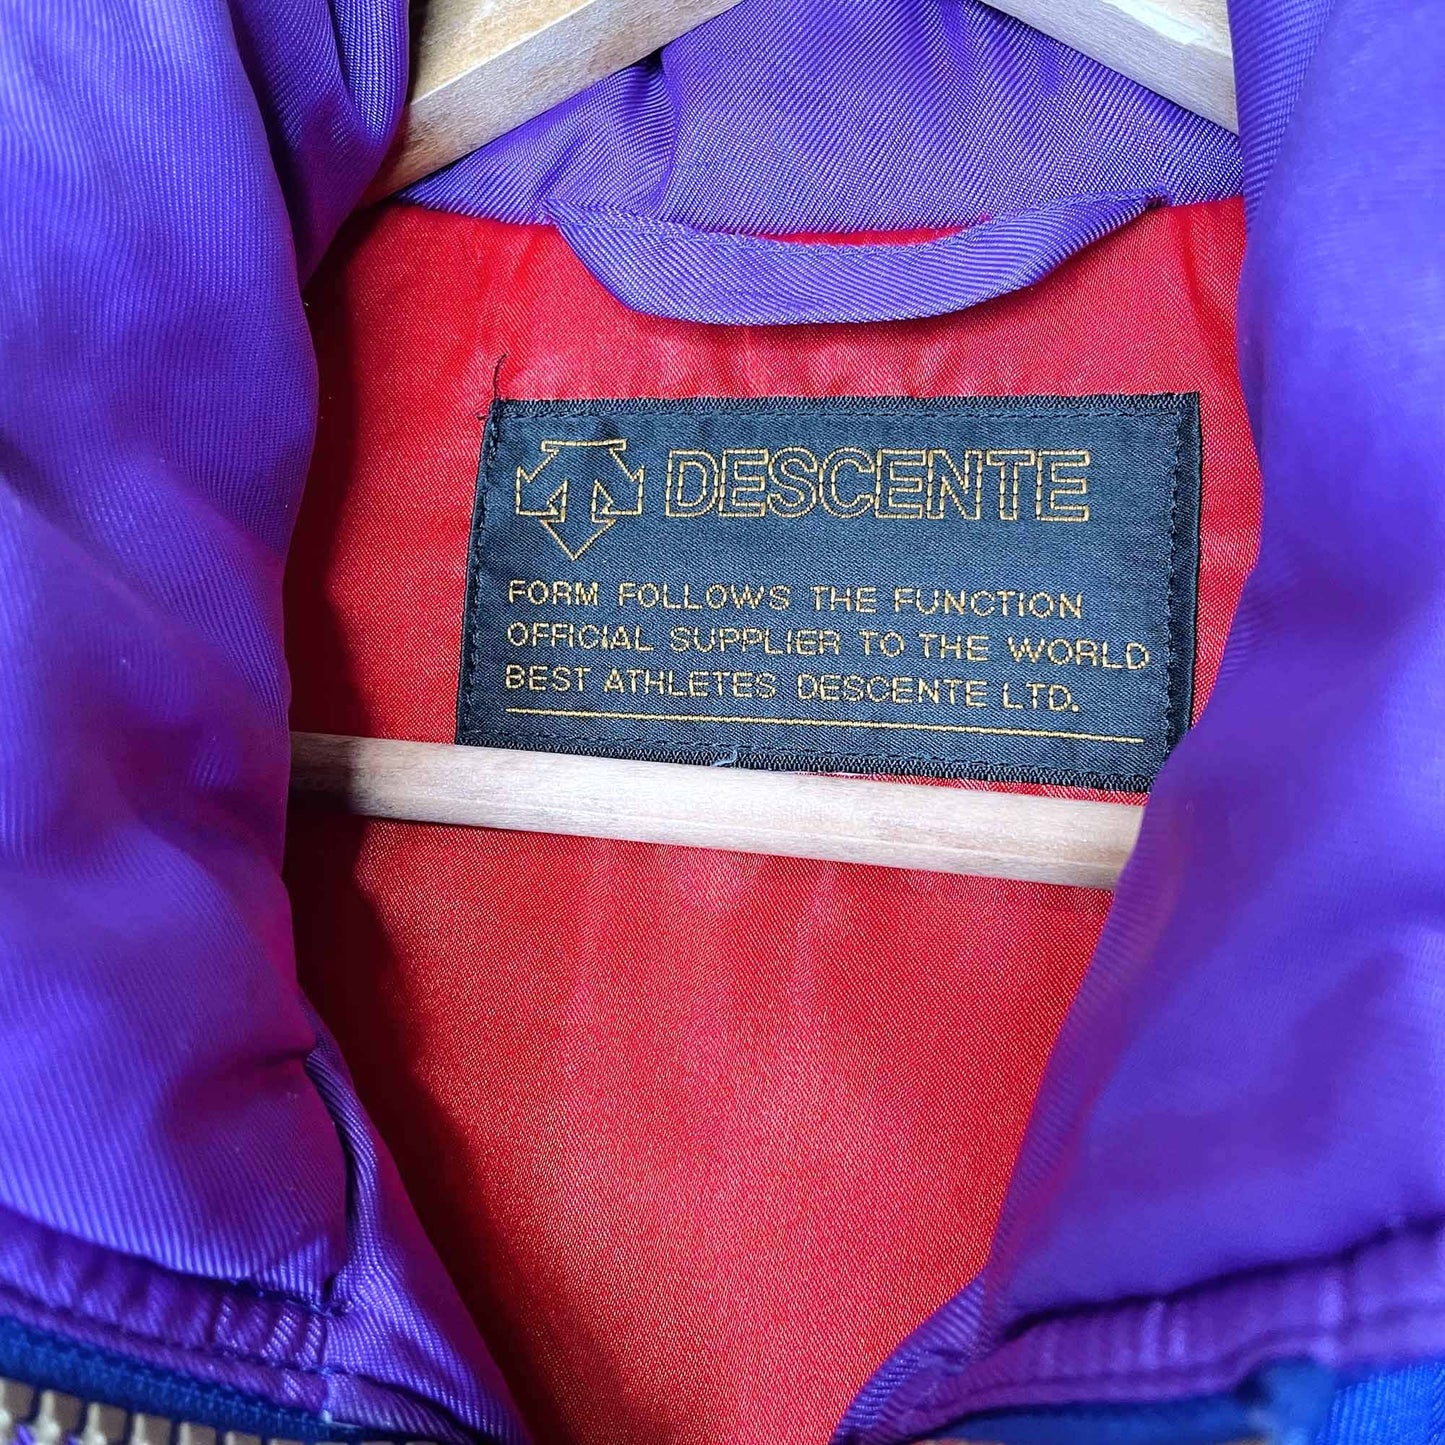 DESCENTE
FORM FOLLOWS THE FUNCTION
OFFICIAL SUPPLIER TO THE WORLD
BEST ATHLETES DESCENTE LTD.